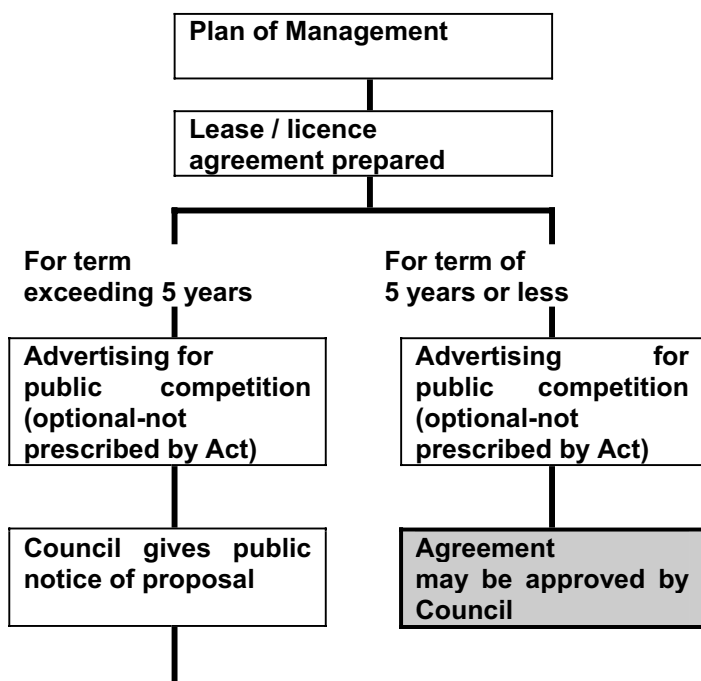 Plan of Management
Lease / licence
agreement prepared
For term
exceeding 5 years
For term of
5 years or less
Advertising for
public competition
(optional-not
prescribed by Act)
Advertising for
public competition
(optional-not
prescribed by Act)
Council gives public
notice of proposal
Agreement
may be approved by
Council